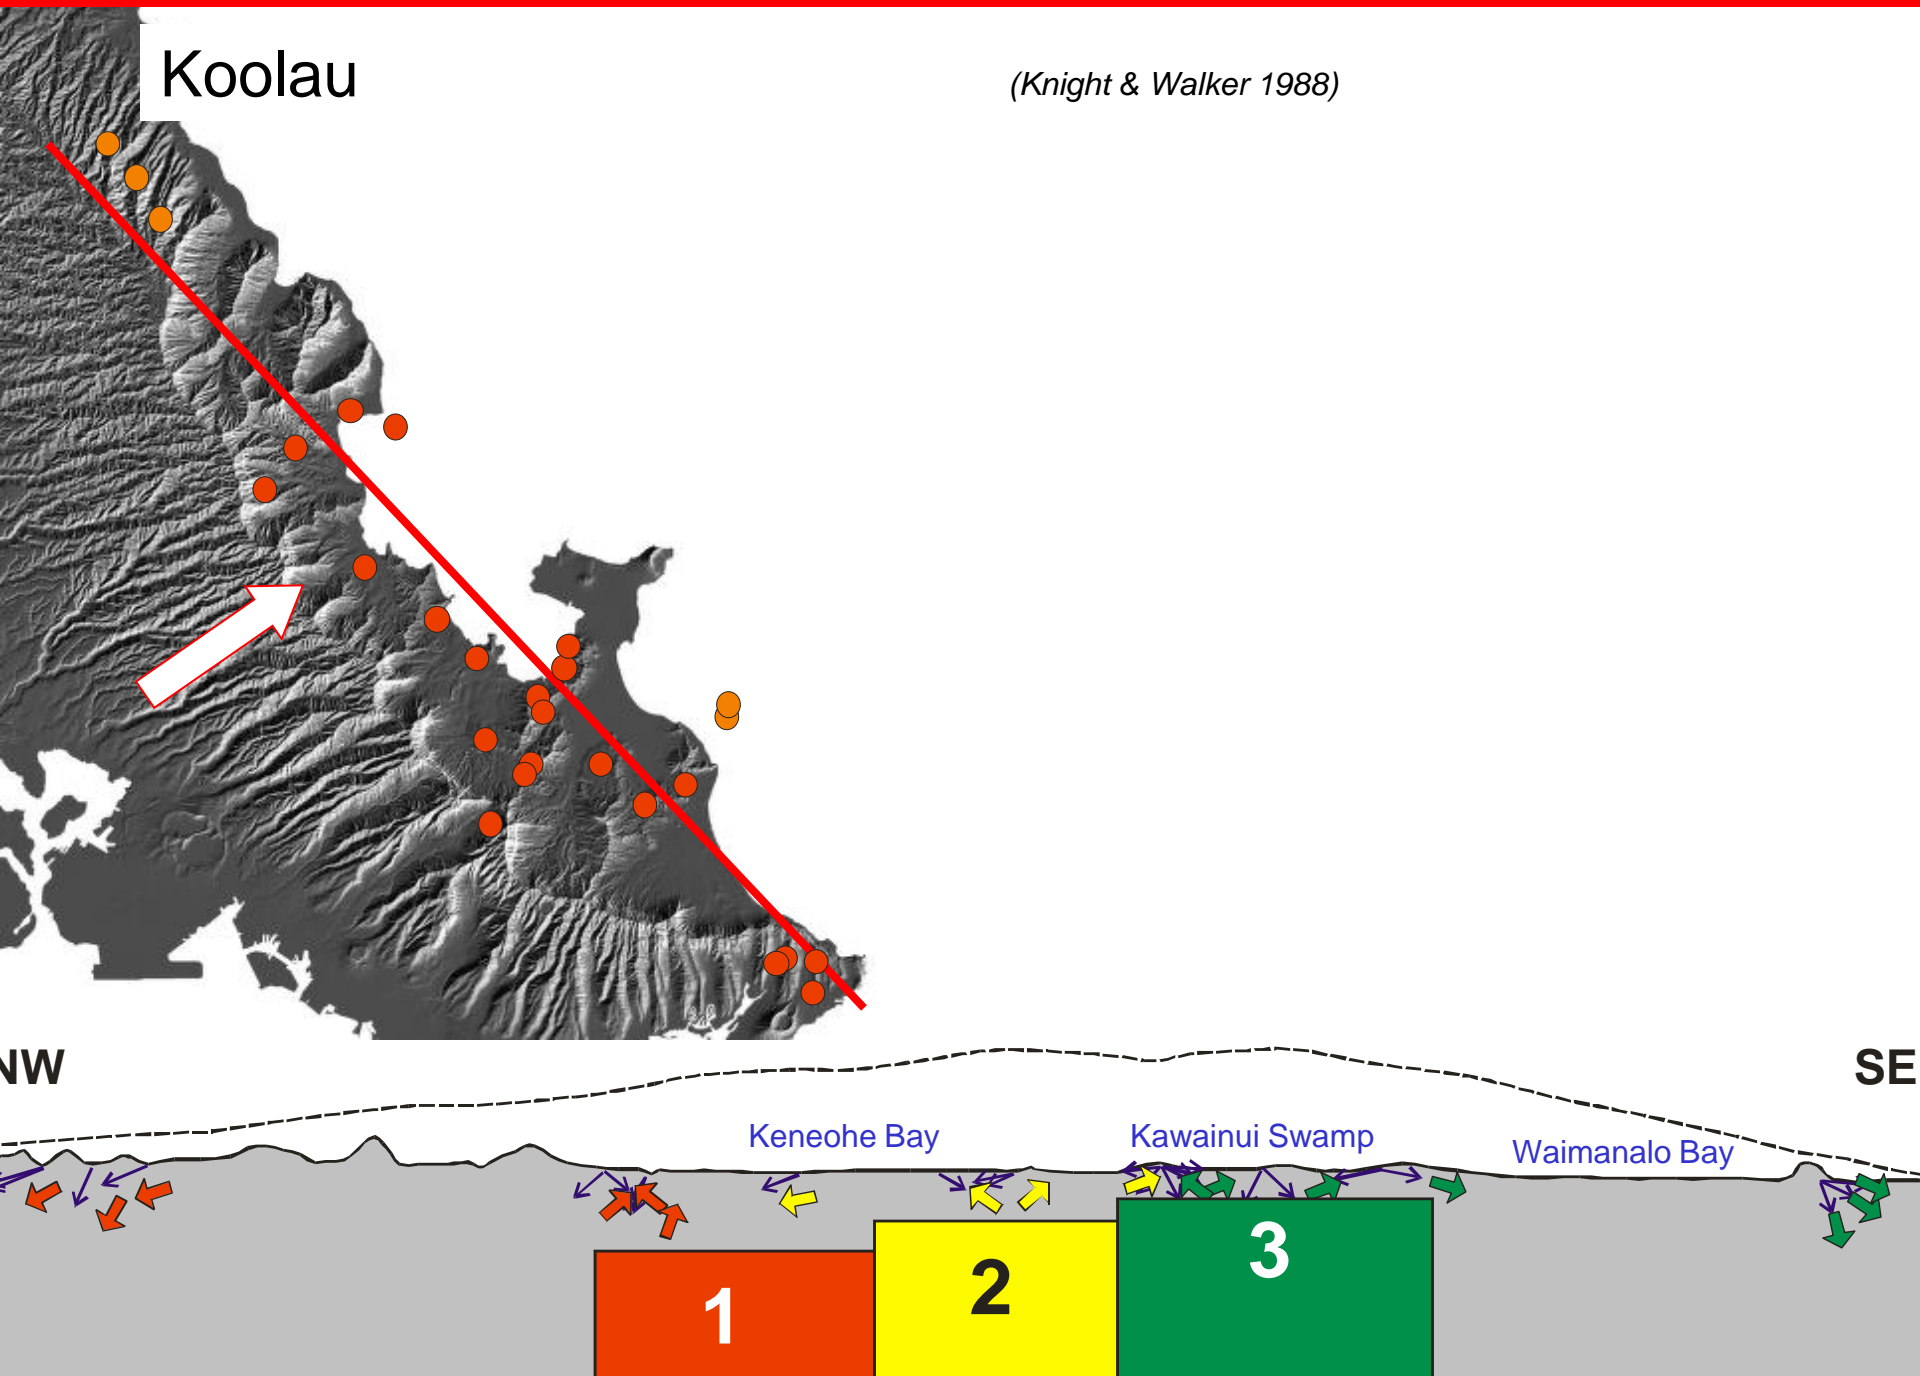 Koolau
(Knight & Walker 1988)
NW
SE
Keneohe Bay
Kawainui Swamp
Waimanalo Bay
1
2
3